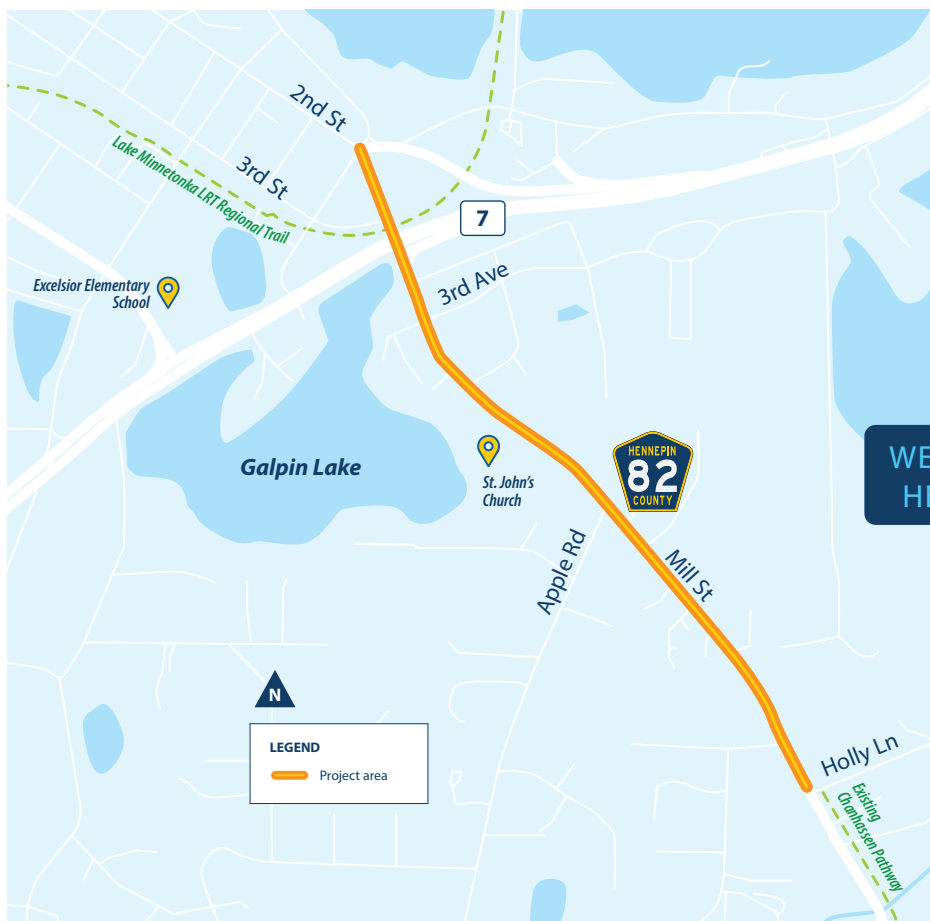 2nd St
3rd St
Lake Minnetonka LRT Regional Trail
7
3rd Ave
Excelsior Elementary
School
Galpin Lake
St. John's
Church
HENNEPIN
82
COUNTY
WE
Apple Rd
Mill St
N
LEGEND
Project area
Holly Ln
Existing
Chanhassen Pathway